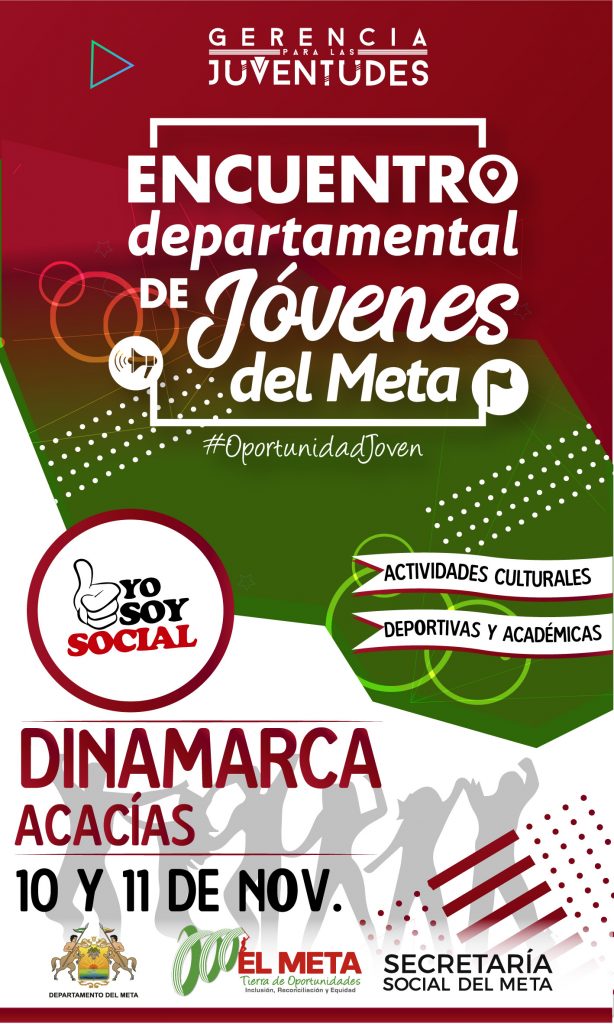 GERENCIA
PARA LAS
JUVENTUDES
ENCUENTRO
departamental
DE Jóvenes
del Meta
#OportunidadJoven
YO
SOY
SOCIAL
ACTIVIDADES CULTURALES
DEPORTIVAS Y ACADÉMICAS
DINAMARCA
ACACÍAS
10 Y 11 DE NOV.
DEPARTAMENTO DEL META
EL META
Tierra de Oportunidades
Inclusión, Reconciliación y Equidad
SECRETARÍA
SOCIAL DEL META